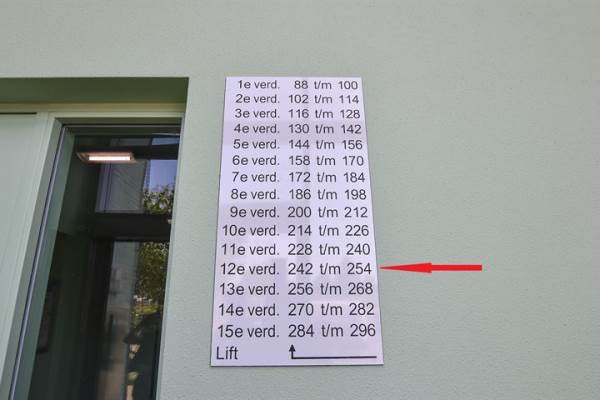 1e verd. 88 t/m 100
2e verd. 102 t/m 114
3e verd. 116 t/m 128
4e verd. 130 t/m 142
5e verd. 144 t/m 156
6e verd. 158 t/m 170
7e verd. 172 t/m 184
8e verd. 186 t/m 198
9e verd. 200 t/m 212
10e verd. 214 t/m 226
11e verd. 228 t/m 240
12e verd. 242 t/m 254
13e verd. 256 t/m 268
14e verd. 270 t/m 282
15e verd. 284 t/m 296
Lift